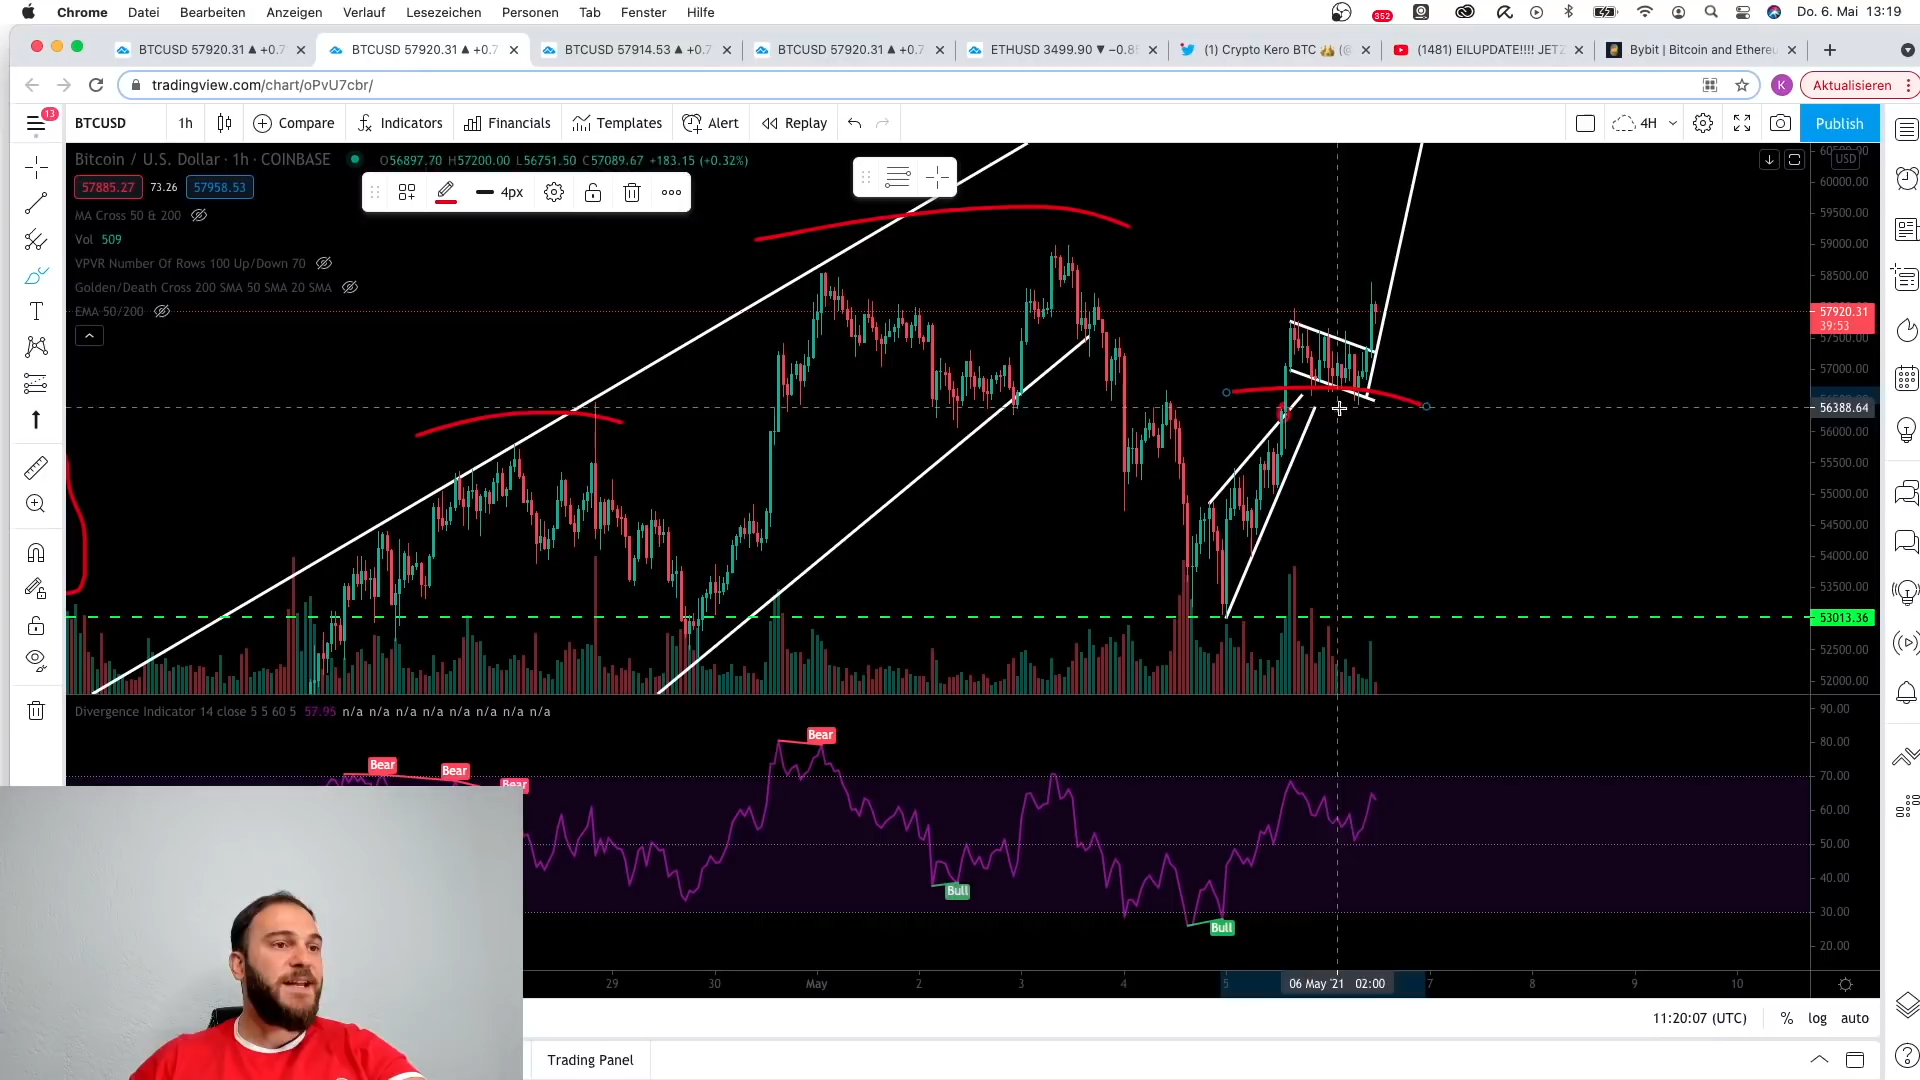 Chrome Datei Bearbeiten Anzeigen Verlauf Lesezeichen Personen Tab Fenster Hilfe 352 Do. 6. Mai 13:19
BTCUSD 57920.31 ▲ +0.7 BTCUSD 57920.31 ▲ +0.7 BTCUSD 57914.53 ▲ +0.7 BTCUSD 57920.31 ▲ +0.7 ETHUSD 3499.90 ▼ −0.8 (1) Crypto Kero BTC (1481) EILUPDATE!!!! JETZ Bybit | Bitcoin and Ethereu
tradingview.com/chart/oPvU7cbr/ K Aktualisieren
13 BTCUSD 1h Compare Indicators Financials Templates Alert Replay 4H Publish
Bitcoin / U.S. Dollar · 1h · COINBASE O56897.70 H57200.00 L56751.50 C57089.67 +183.15 (+0.32%) USD
57885.27 73.26 57958.53 4px
MA Cross 50 & 200
Vol 509
VPVR Number Of Rows 100 Up/Down 70
Golden/Death Cross 200 SMA 50 SMA 20 SMA
EMA 50/200
60000.00
59500.00
59000.00
58500.00
57920.31
39:53
57500.00
57000.00
56388.64
56000.00
55500.00
55000.00
54500.00
54000.00
53500.00
53013.36
52500.00
52000.00
Divergence Indicator 14 close 5 5 60 5 57.95 n/a n/a n/a n/a n/a n/a n/a n/a
90.00
80.00
70.00
60.00
50.00
40.00
30.00
20.00
Bear
Bear
Bear
Bear
Bull
Bull
29 30 May 2 3 4 5 06 May '21 02:00 7 8 9 10
11:20:07 (UTC) % log auto
Trading Panel